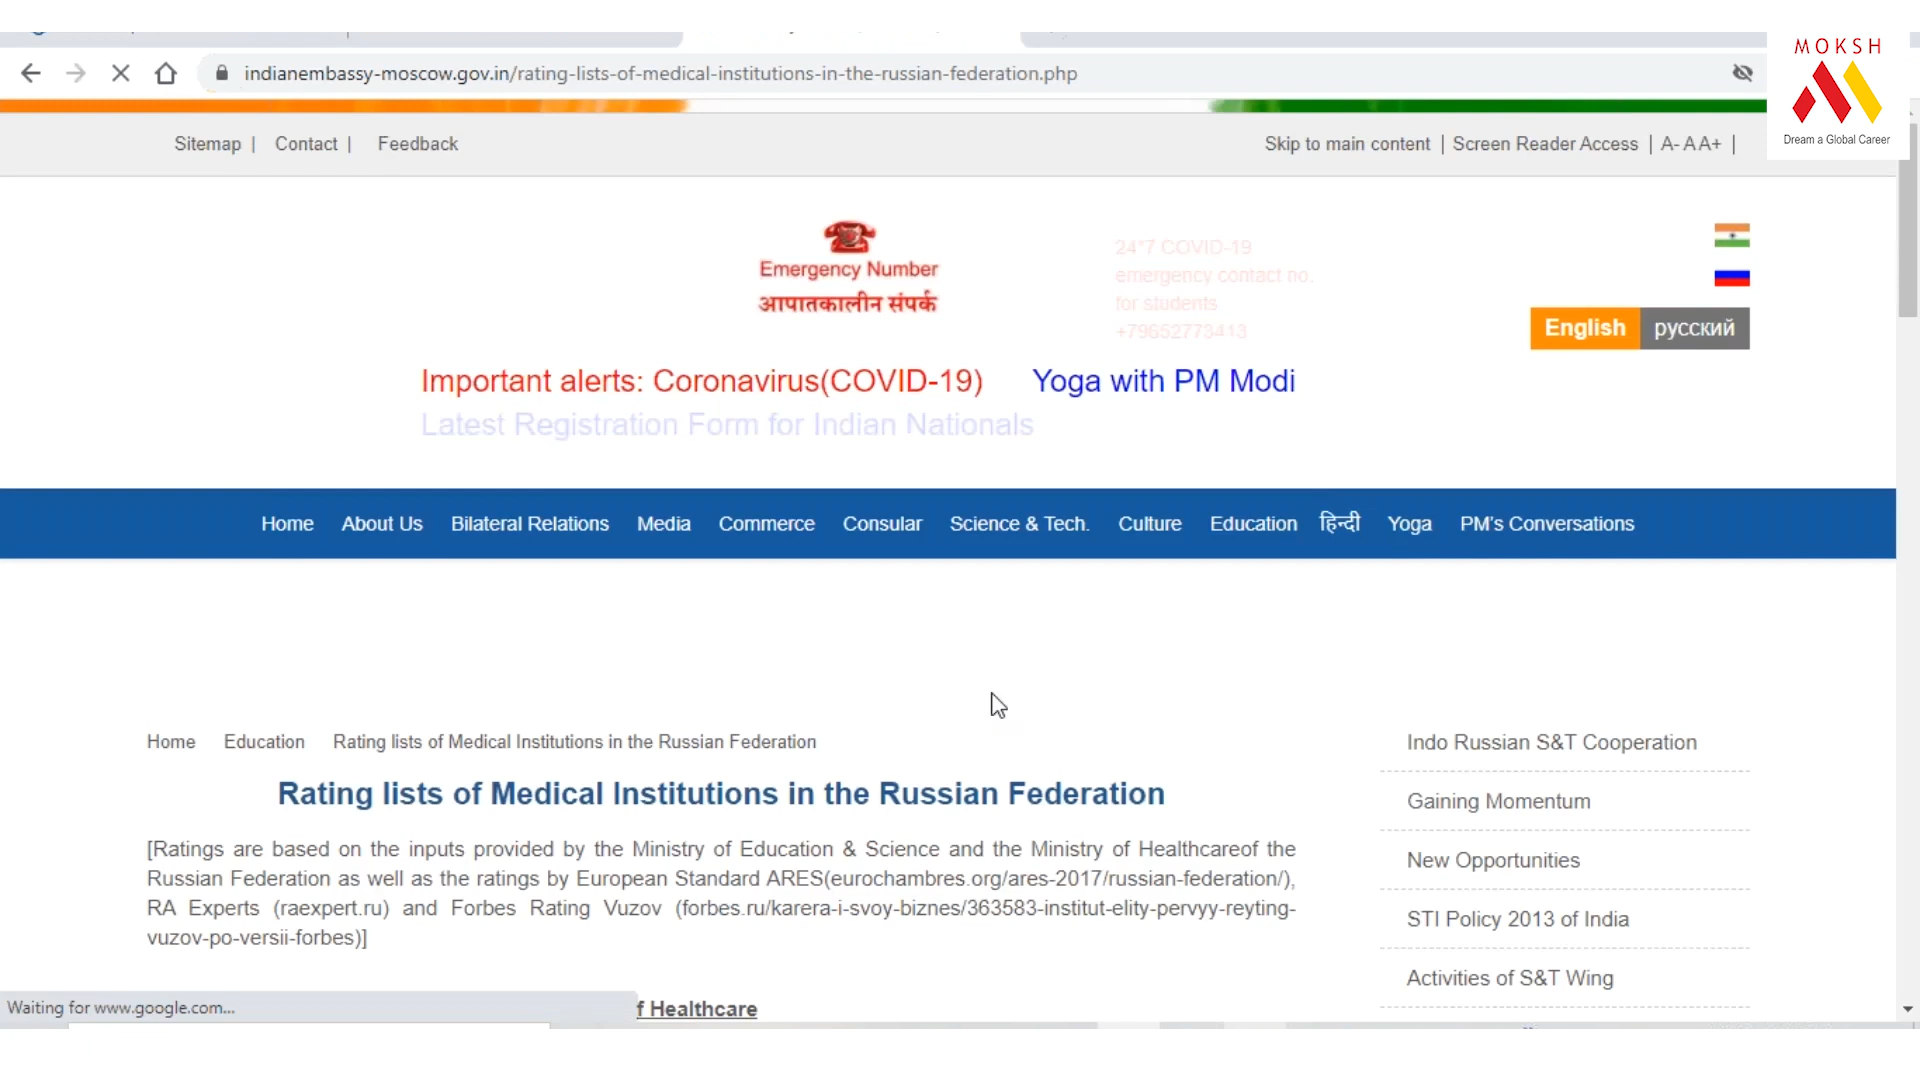 MOKSH
Dream a Global Career
indianembassy-moscow.gov.in/rating-lists-of-medical-institutions-in-the-russian-federation.php
Sitemap | Contact | Feedback
Skip to main content | Screen Reader Access | A- A A+ |
Emergency Number
आपातकालीन संपर्क
24*7 COVID-19
emergency contact no.
for students
+79652773413
English русский
Important alerts: Coronavirus(COVID-19) Yoga with PM Modi
Latest Registration Form for Indian Nationals
Home About Us Bilateral Relations Media Commerce Consular Science & Tech. Culture Education हिन्दी Yoga PM's Conversations
Home Education Rating lists of Medical Institutions in the Russian Federation
Rating lists of Medical Institutions in the Russian Federation
[Ratings are based on the inputs provided by the Ministry of Education & Science and the Ministry of Healthcareof the
Russian Federation as well as the ratings by European Standard ARES(eurochambres.org/ares-2017/russian-federation/),
RA Experts (raexpert.ru) and Forbes Rating Vuzov (forbes.ru/karera-i-svoy-biznes/363583-institut-elity-pervyy-reyting-
vuzov-po-versii-forbes)]
f Healthcare
Indo Russian S&T Cooperation
Gaining Momentum
New Opportunities
STI Policy 2013 of India
Activities of S&T Wing
Waiting for www.google.com...